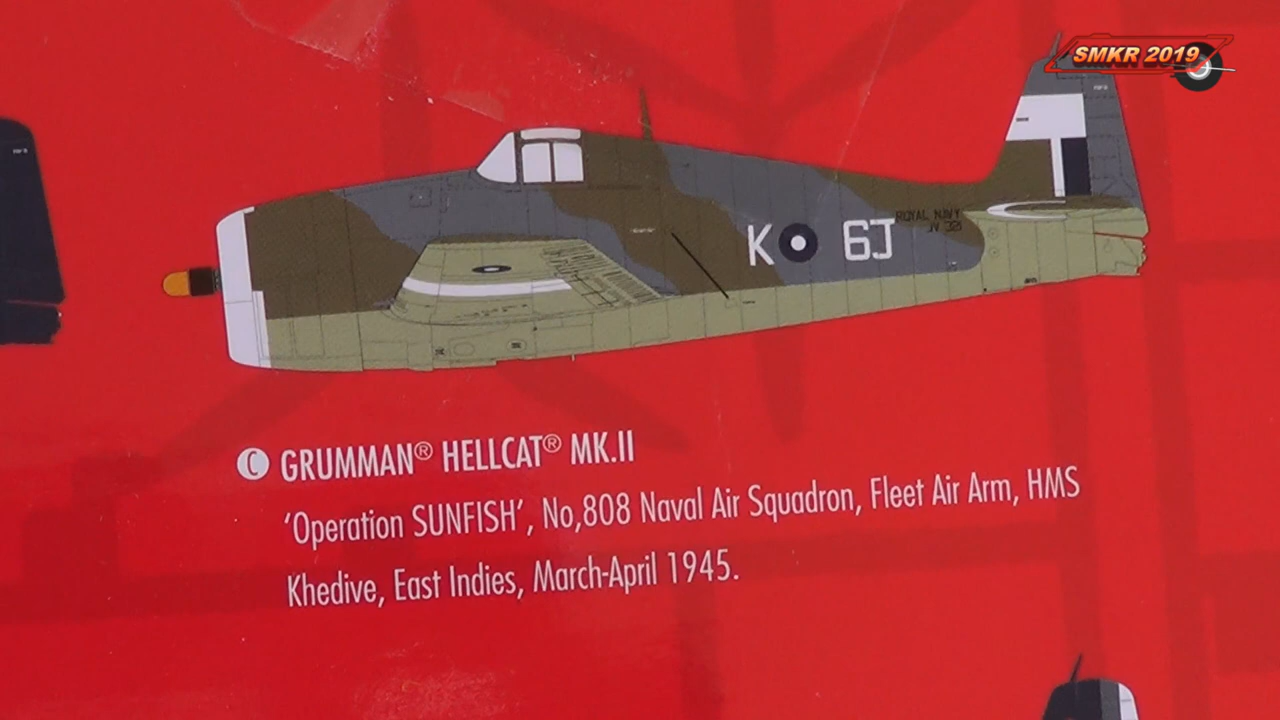 SMKR 2019
K 6J
ROYAL NAVY
JV 321
C GRUMMAN® HELLCAT® MK.II
'Operation SUNFISH', No,808 Naval Air Squadron, Fleet Air Arm, HMS
Khedive, East Indies, March-April 1945.